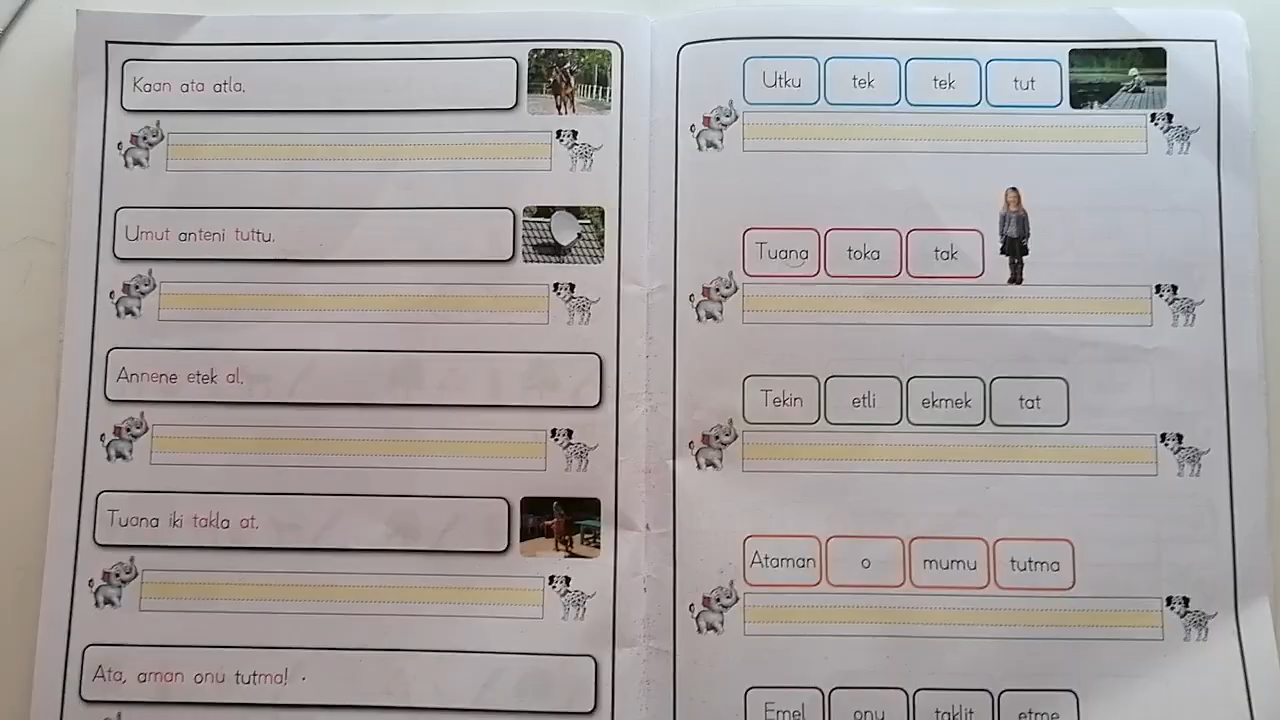 Kaan ata atla.
Umut anteni tuttu.
Annene etek al.
Tuana iki takla at.
Ata, aman onu tutma!
Utku tek tek tut
Tuana toka tak
Tekin etli ekmek tat
Ataman o mumu tutma
Emel onu taklit etme